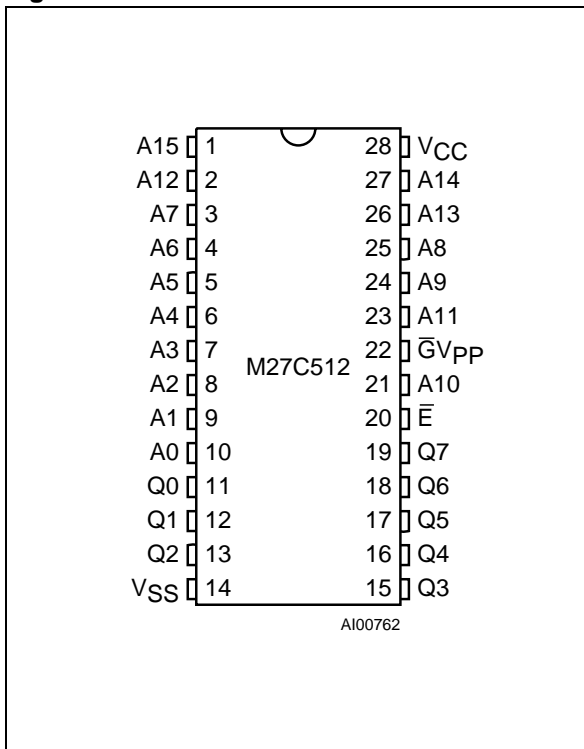 A15 1 28 VCC
A12 2 27 A14
A7 3 26 A13
A6 4 25 A8
A5 5 24 A9
A4 6 23 A11
A3 7 22 G̅VPP
M27C512
A2 8 21 A10
A1 9 20 E̅
A0 10 19 Q7
Q0 11 18 Q6
Q1 12 17 Q5
Q2 13 16 Q4
VSS 14 15 Q3
AI00762